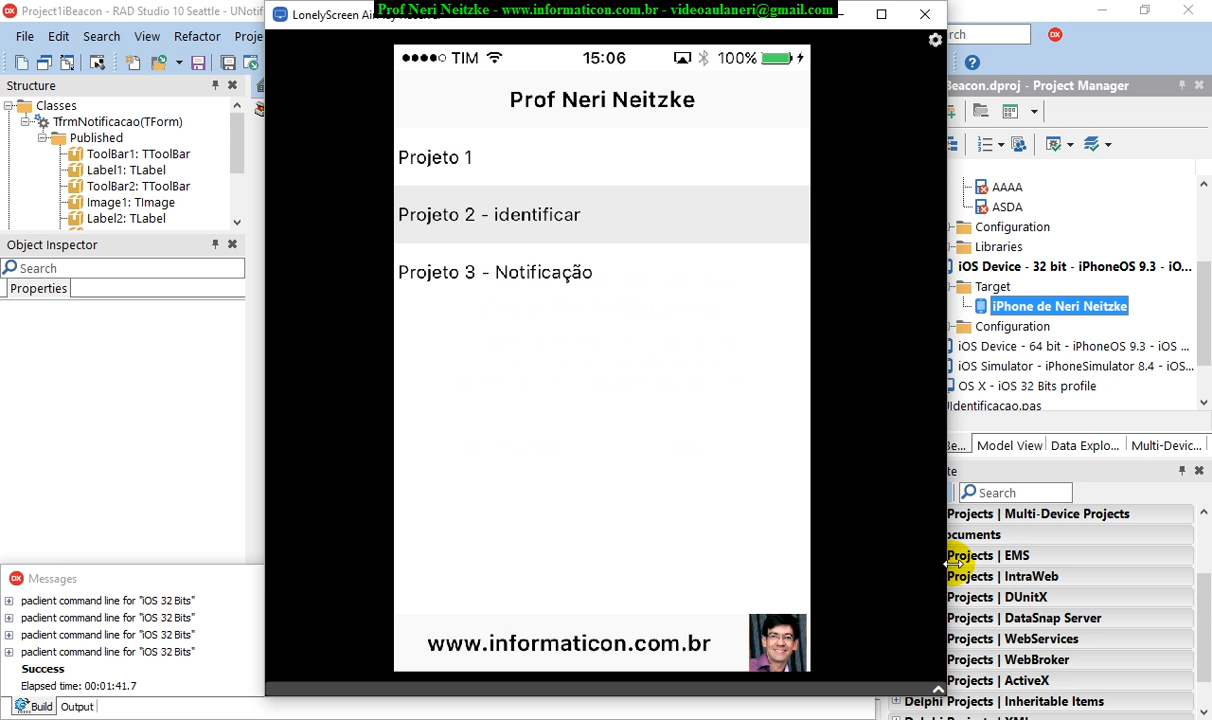 Project1iBeacon - RAD Studio 10 Seattle - UNotif
LonelyScreen Air
Prof Neri Neitzke - www.informaticon.com.br - videoaulaneri@gmail.com
File Edit Search View Refactor Proje
rch
Structure
Classes
TfrmNotificacao(TForm)
Published
ToolBar1: TToolBar
Label1: TLabel
ToolBar2: TToolBar
Image1: TImage
Label2: TLabel
Object Inspector
Search
Properties
TIM 15:06 100%
Prof Neri Neitzke
Projeto 1
Projeto 2 - identificar
Projeto 3 - Notificação
www.informaticon.com.br
Beacon.dproj - Project Manager
AAAA
ASDA
Configuration
Libraries
iOS Device - 32 bit - iPhoneOS 9.3 - iO...
Target
iPhone de Neri Neitzke
Configuration
iOS Device - 64 bit - iPhoneOS 9.3 - iOS ...
iOS Simulator - iPhoneSimulator 8.4 - iOS...
OS X - iOS 32 Bits profile
UIdentificacao.pas
Be... Model View Data Explo... Multi-Devic...
te
Search
Projects | Multi-Device Projects
ocuments
Projects | EMS
Projects | IntraWeb
Projects | DUnitX
Projects | DataSnap Server
Projects | WebServices
Projects | WebBroker
Projects | ActiveX
Delphi Projects | Inheritable Items
Messages
paclient command line for "iOS 32 Bits"
paclient command line for "iOS 32 Bits"
paclient command line for "iOS 32 Bits"
paclient command line for "iOS 32 Bits"
Success
Elapsed time: 00:01:41.7
Build Output